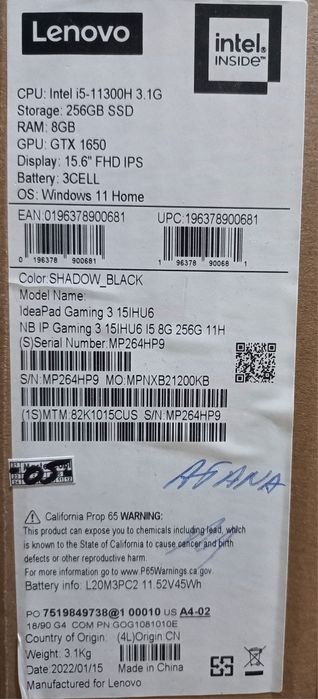 Lenovo
intel.
INSIDE™
CPU: Intel i5-11300H 3.1G
Storage: 256GB SSD
RAM: 8GB
GPU: GTX 1650
Display: 15.6" FHD IPS
Battery: 3CELL
OS: Windows 11 Home
EAN:0196378900681 UPC:196378900681
0 196378 900681 1 96378 90068 1
Color:SHADOW_BLACK
Model Name:
IdeaPad Gaming 3 15IHU6
NB IP Gaming 3 15IHU6 I5 8G 256G 11H
(S)Serial Number:MP264HP9
S/N:MP264HP9 MO:MPNXB21200KB
(1S)MTM:82K1015CUS S/N:MP264HP9
⚠ California Prop 65 WARNING:
This product can expose you to chemicals including lead, which
is known to the State of California to cause cancer and birth
defects or other reproductive harm.
For more information go to www.P65Warnings.ca.gov.
Battery info: L20M3PC2 11.52V45Wh
PO 7519849738@1 00010 US A4-02
18/90 G4 COM PN GOG1081010E
Country of Origin: (4L)Origin CN
Weight: 3.1Kg
Date:2022/01/15 Made in China
Manufactured for Lenovo